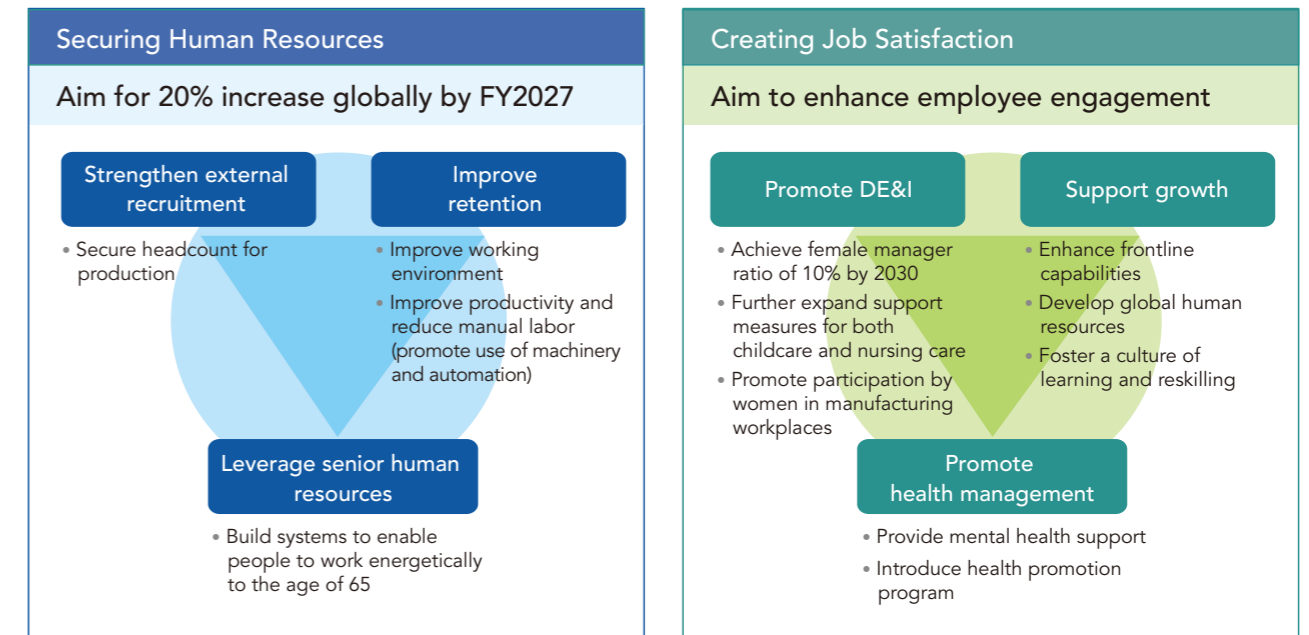 Securing Human Resources
Aim for 20% increase globally by FY2027
Strengthen external
recruitment
• Secure headcount for
production
Improve
retention
• Improve working
environment
• Improve productivity and
reduce manual labor
(promote use of machinery
and automation)
Leverage senior human
resources
• Build systems to enable
people to work energetically
to the age of 65
Creating Job Satisfaction
Aim to enhance employee engagement
Promote DE&I
• Achieve female manager
ratio of 10% by 2030
• Further expand support
measures for both
childcare and nursing care
• Promote participation by
women in manufacturing
workplaces
Support growth
• Enhance frontline
capabilities
• Develop global human
resources
• Foster a culture of
learning and reskilling
Promote
health management
• Provide mental health support
• Introduce health promotion
program